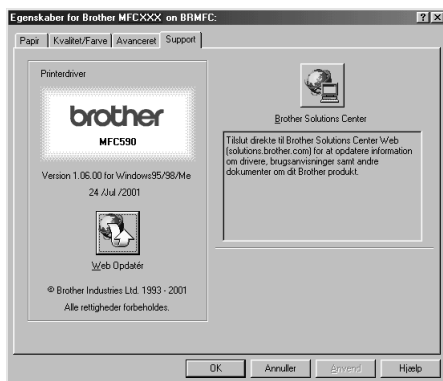 Egenskaber for Brother MFCXXX on BRMFC:
Papir
Kvalitet/Farve
Avanceret
Support
Printerdriver
brother
MFC590
Version 1.06.00 for Windows95/98/Me
24 /Jul /2001
Web Opdatér
© Brother Industries Ltd. 1993 - 2001
Alle rettigheder forbeholdes.
Brother Solutions Center
Tilslut direkte til Brother Solutions Center Web
(solutions.brother.com) for at opdatere information
om drivere, brugsanvisninger samt andre
dokumenter om dit Brother produkt.
OK
Annuller
Anvend
Hjælp